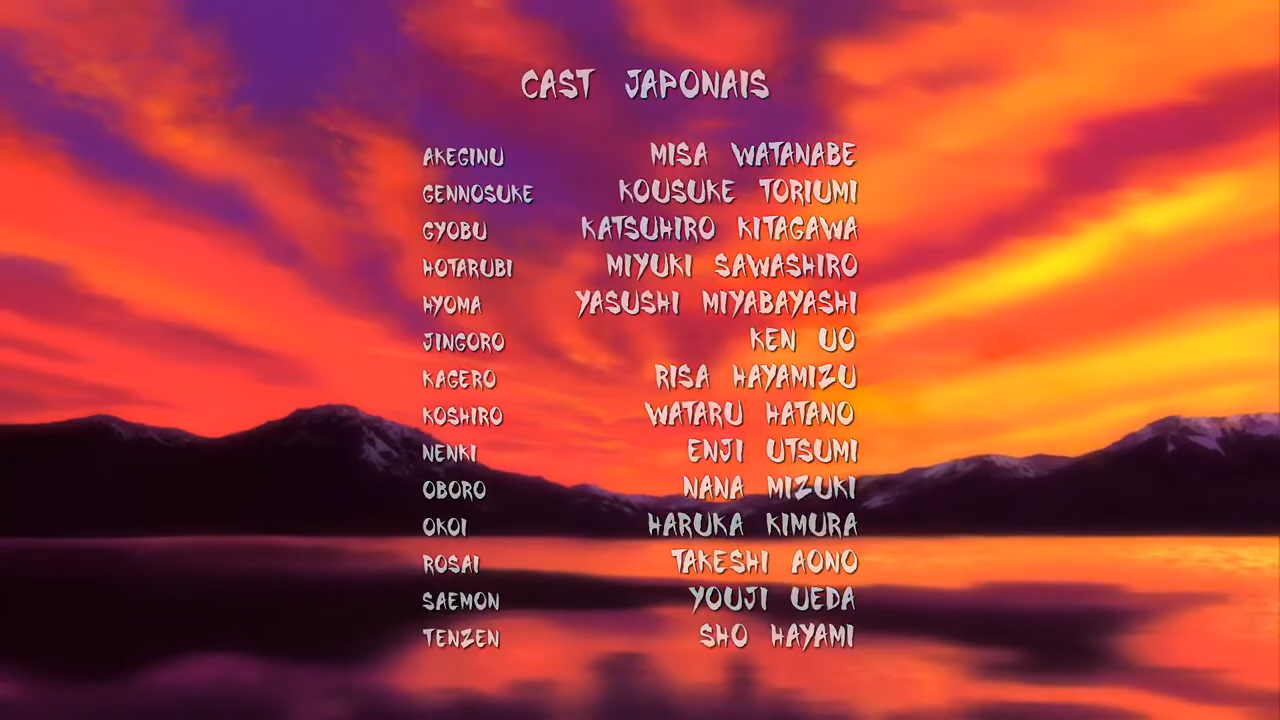 CAST JAPONAIS
AKEGINU MISA WATANABE
GENNOSUKE KOUSUKE TORIUMI
GYOBU KATSUHIRO KITAGAWA
HOTARUBI MIYUKI SAWASHIRO
HYOMA YASUSHI MIYABAYASHI
JINGORO KEN UO
KAGERO RISA HAYAMIZU
KOSHIRO WATARU HATANO
NENKI ENJI UTSUMI
OBORO NANA MIZUKI
OKOI HARUKA KIMURA
ROSAI TAKESHI AONO
SAEMON YOUJI UEDA
TENZEN SHO HAYAMI